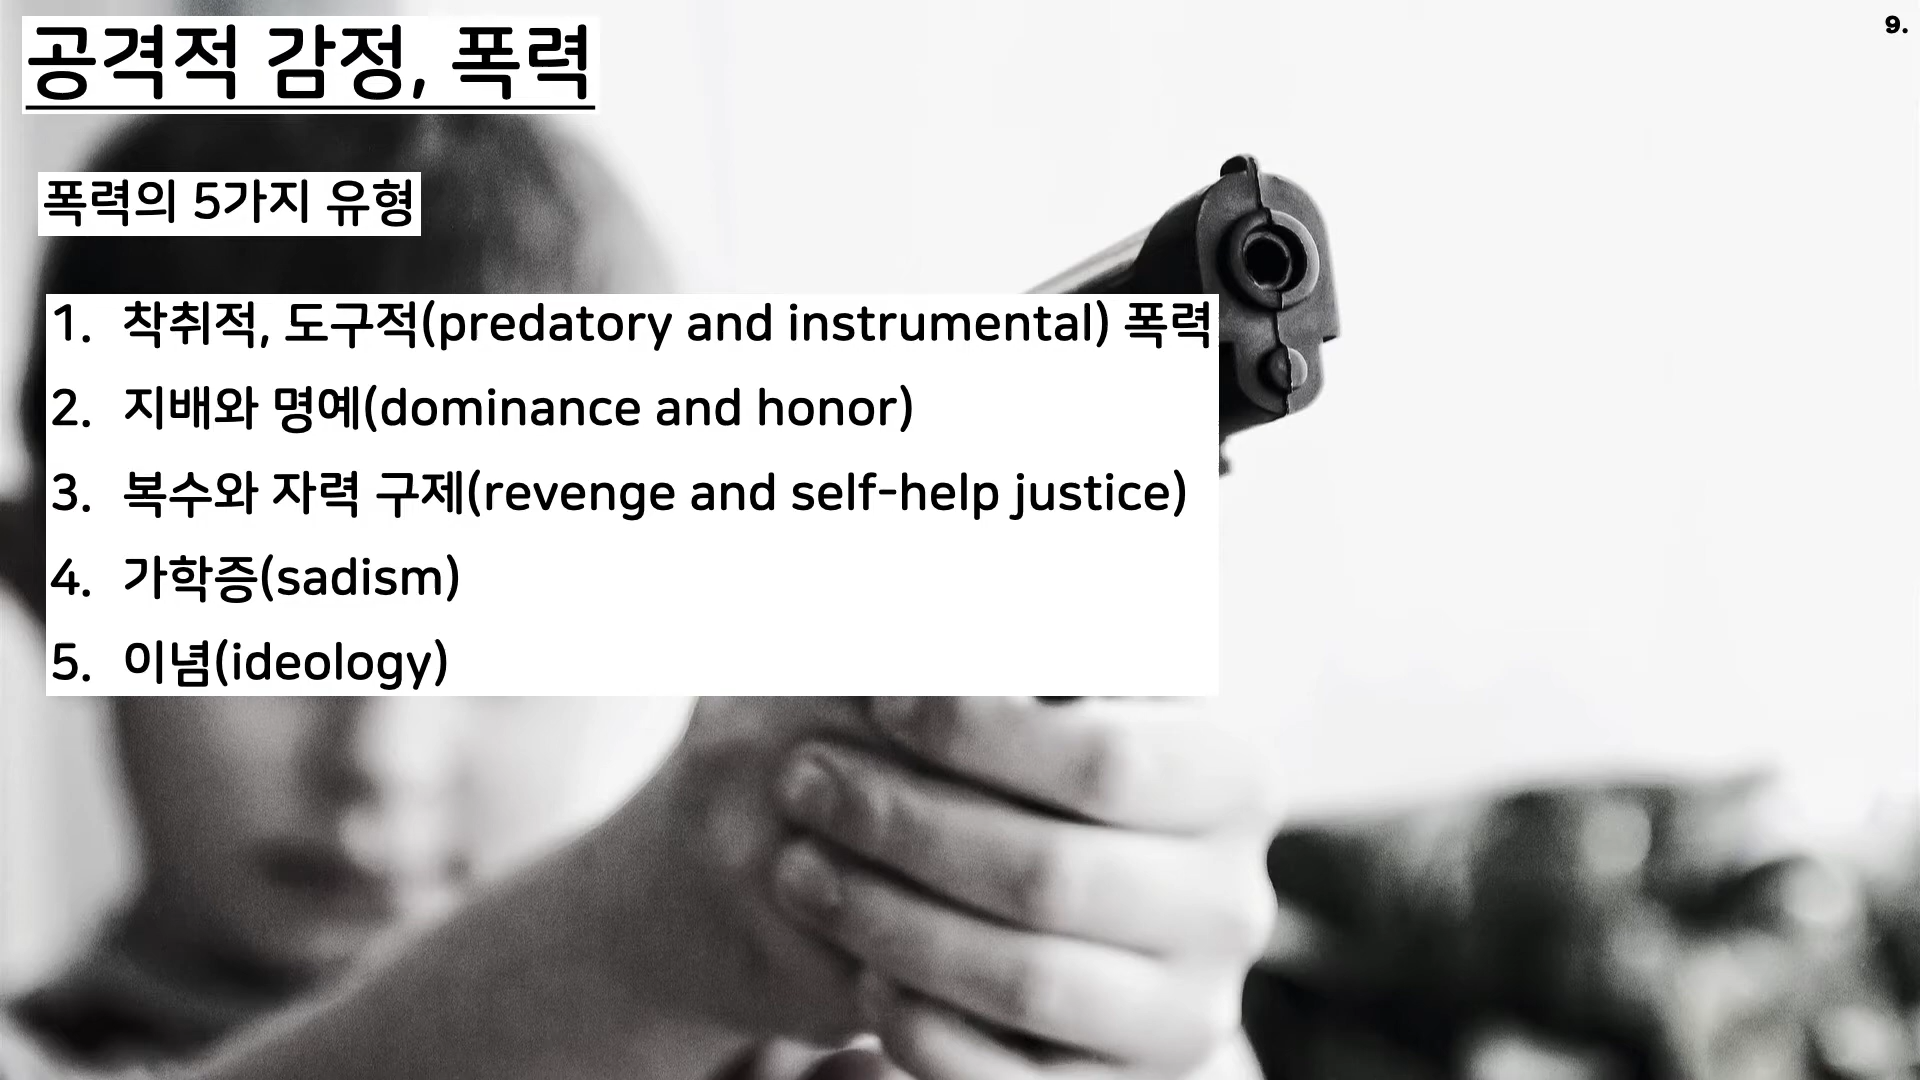 공격적 감정, 폭력
9.
폭력의 5가지 유형
1. 착취적, 도구적(predatory and instrumental) 폭력
2. 지배와 명예(dominance and honor)
3. 복수와 자력 구제(revenge and self-help justice)
4. 가학증(sadism)
5. 이념(ideology)